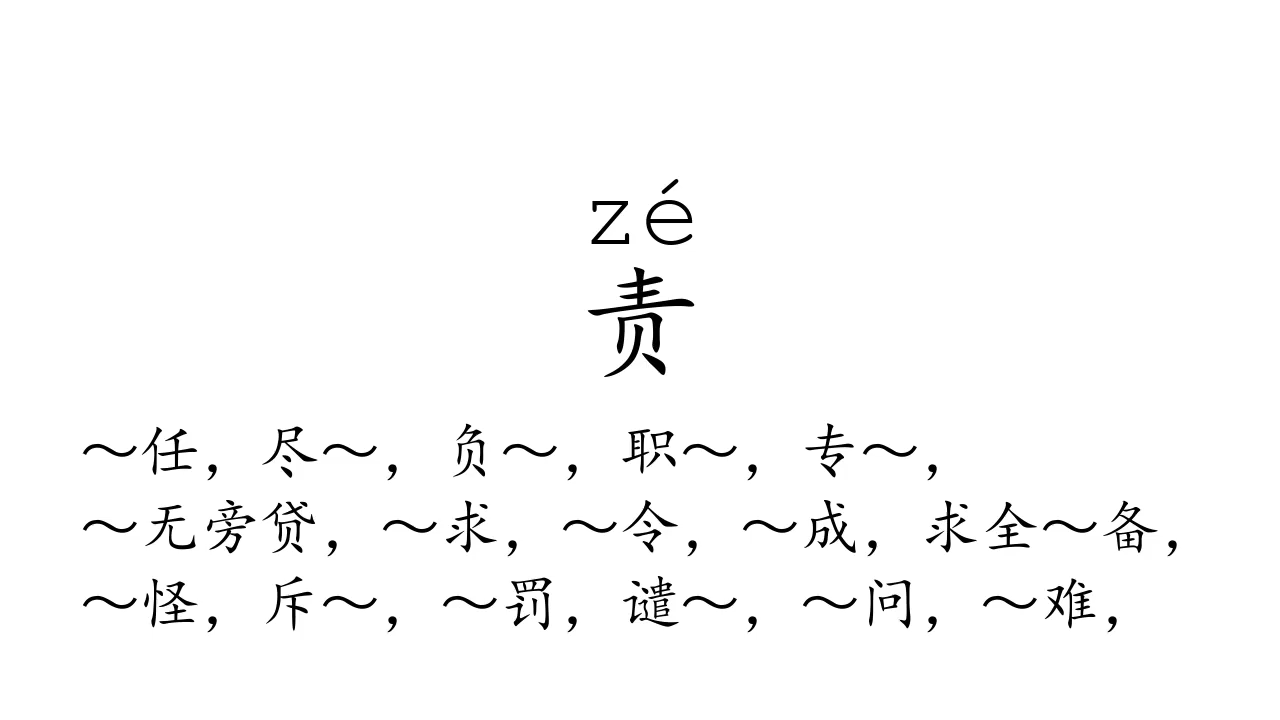 zé
责
～任，尽～，负～，职～，专～，
～无旁贷，～求，～令，～成，求全～备，
～怪，斥～，～罚，谴～，～问，～难，